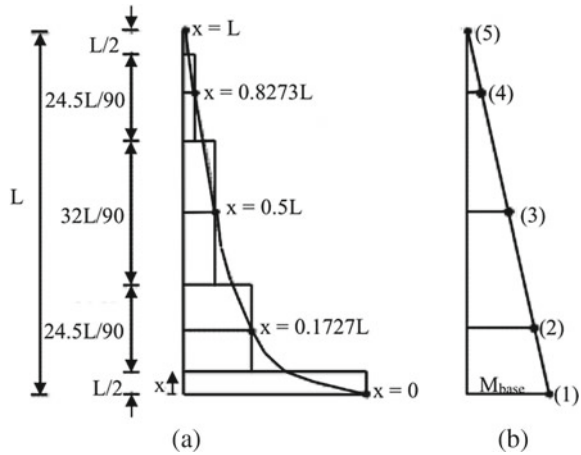 x = L
(5)
L/2
24.5L/90
x = 0.8273L
(4)
L
32L/90
x = 0.5L
(3)
24.5L/90
x = 0.1727L
(2)
L/2
x
x = 0
Mbase
(1)
(a)
(b)